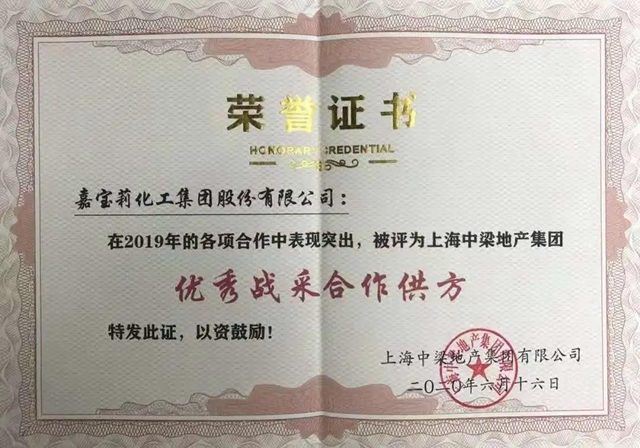 荣誉证书
HONORARY CREDENTIAL
嘉宝莉化工集团股份有限公司：
在2019年的各项合作中表现突出，被评为上海中梁地产集团
优秀战采合作供方
特发此证，以资鼓励！
上海中梁地产集团有限公司
二〇二〇年六月十六日